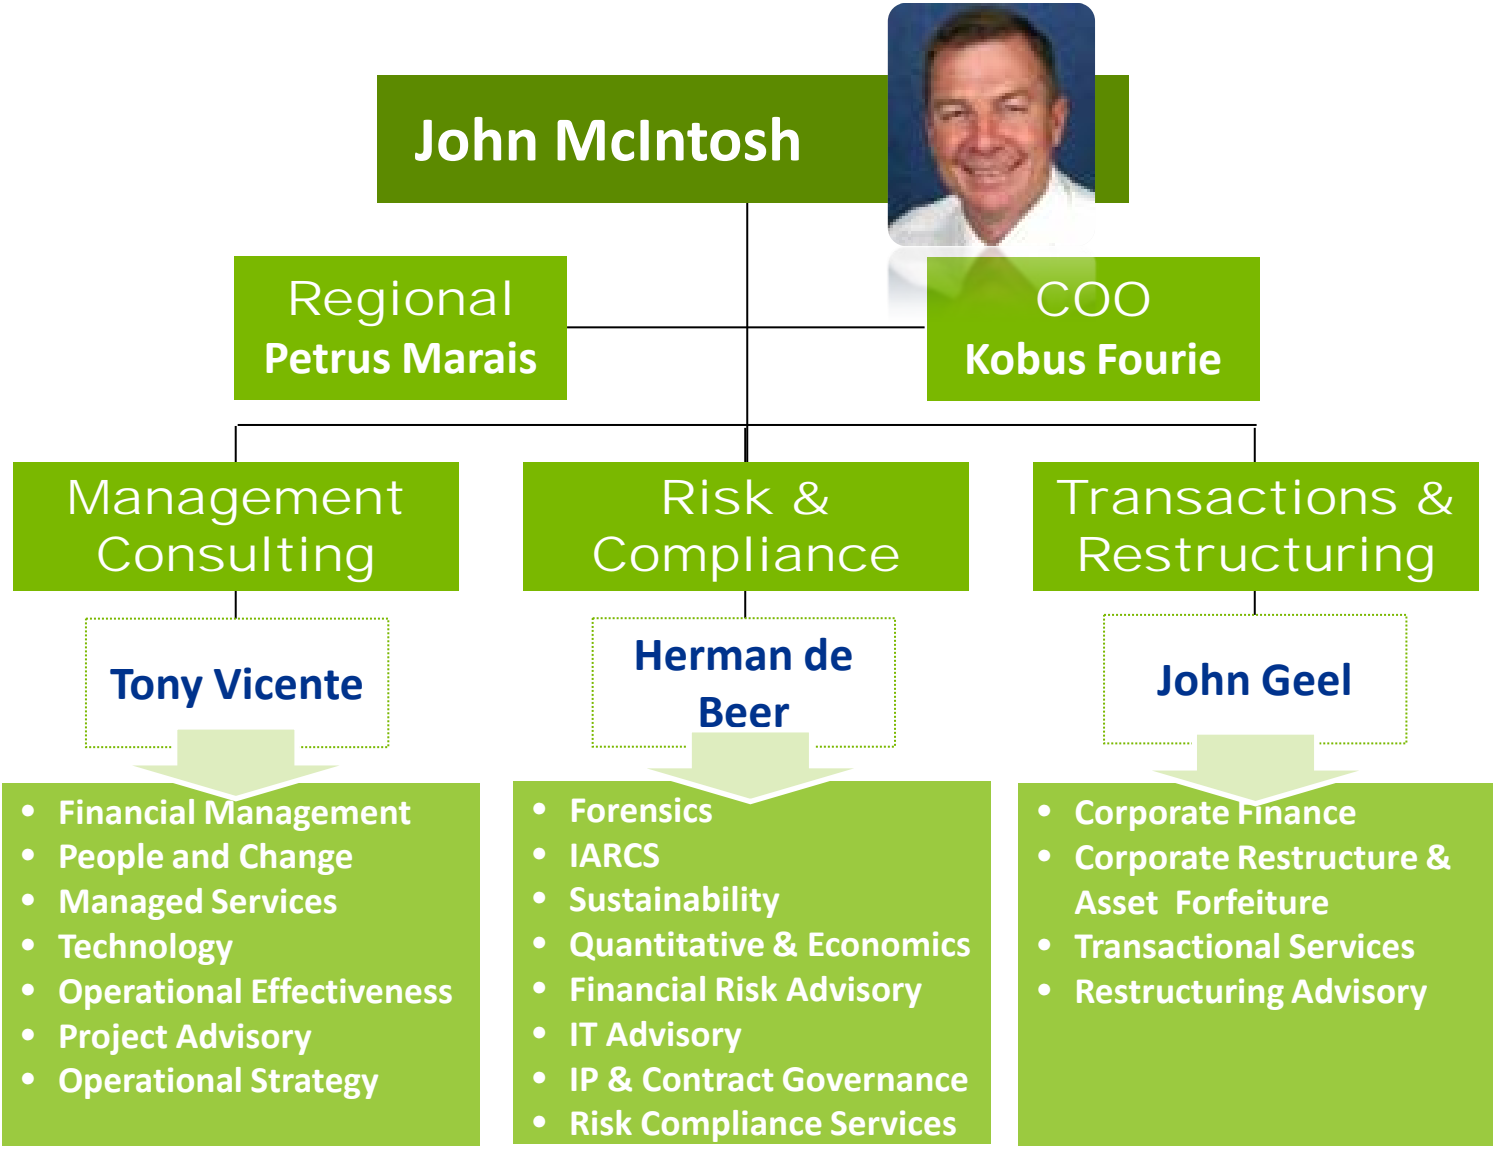 John McIntosh
Regional
Petrus Marais
COO
Kobus Fourie
Management
Consulting
Risk &
Compliance
Transactions &
Restructuring
Tony Vicente
Herman de
Beer
John Geel
• Financial Management
• People and Change
• Managed Services
• Technology
• Operational Effectiveness
• Project Advisory
• Operational Strategy
• Forensics
• IARCS
• Sustainability
• Quantitative & Economics
• Financial Risk Advisory
• IT Advisory
• IP & Contract Governance
• Risk Compliance Services
• Corporate Finance
• Corporate Restructure &
Asset Forfeiture
• Transactional Services
• Restructuring Advisory